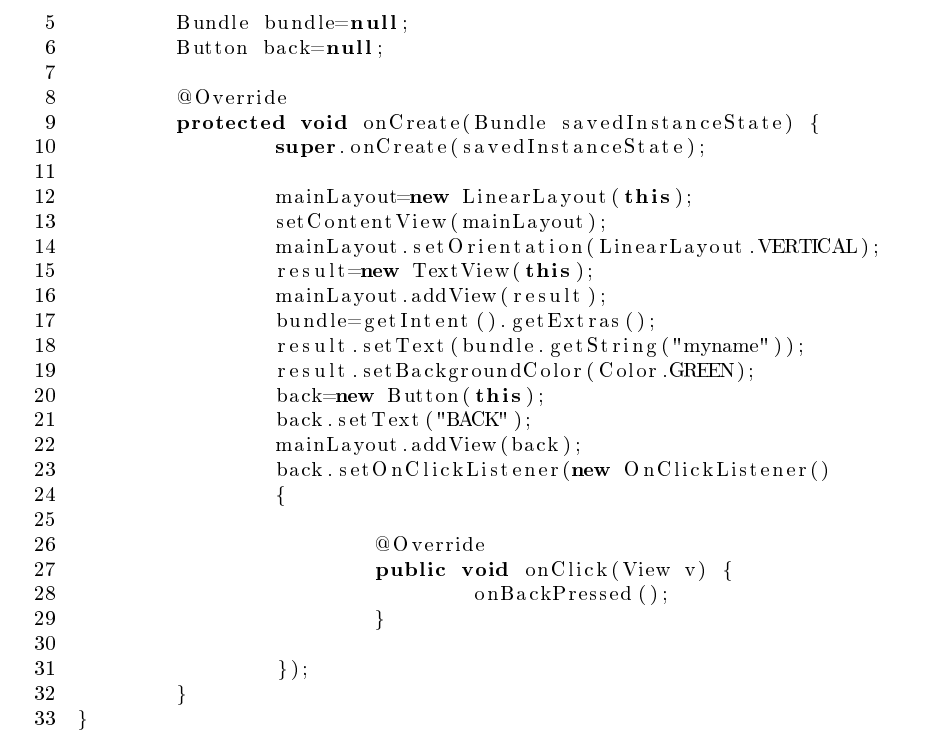 5 Bundle bundle=null;
6 Button back=null;
7
8 @Override
9 protected void onCreate(Bundle savedInstanceState) {
10 super.onCreate(savedInstanceState);
11
12 mainLayout=new LinearLayout(this);
13 setContentView(mainLayout);
14 mainLayout.setOrientation(LinearLayout.VERTICAL);
15 result=new TextView(this);
16 mainLayout.addView(result);
17 bundle=getIntent().getExtras();
18 result.setText(bundle.getString("myname"));
19 result.setBackgroundColor(Color.GREEN);
20 back=new Button(this);
21 back.setText("BACK");
22 mainLayout.addView(back);
23 back.setOnClickListener(new OnClickListener()
24 {
25
26 @Override
27 public void onClick(View v) {
28 onBackPressed();
29 }
30
31 });
32 }
33 }